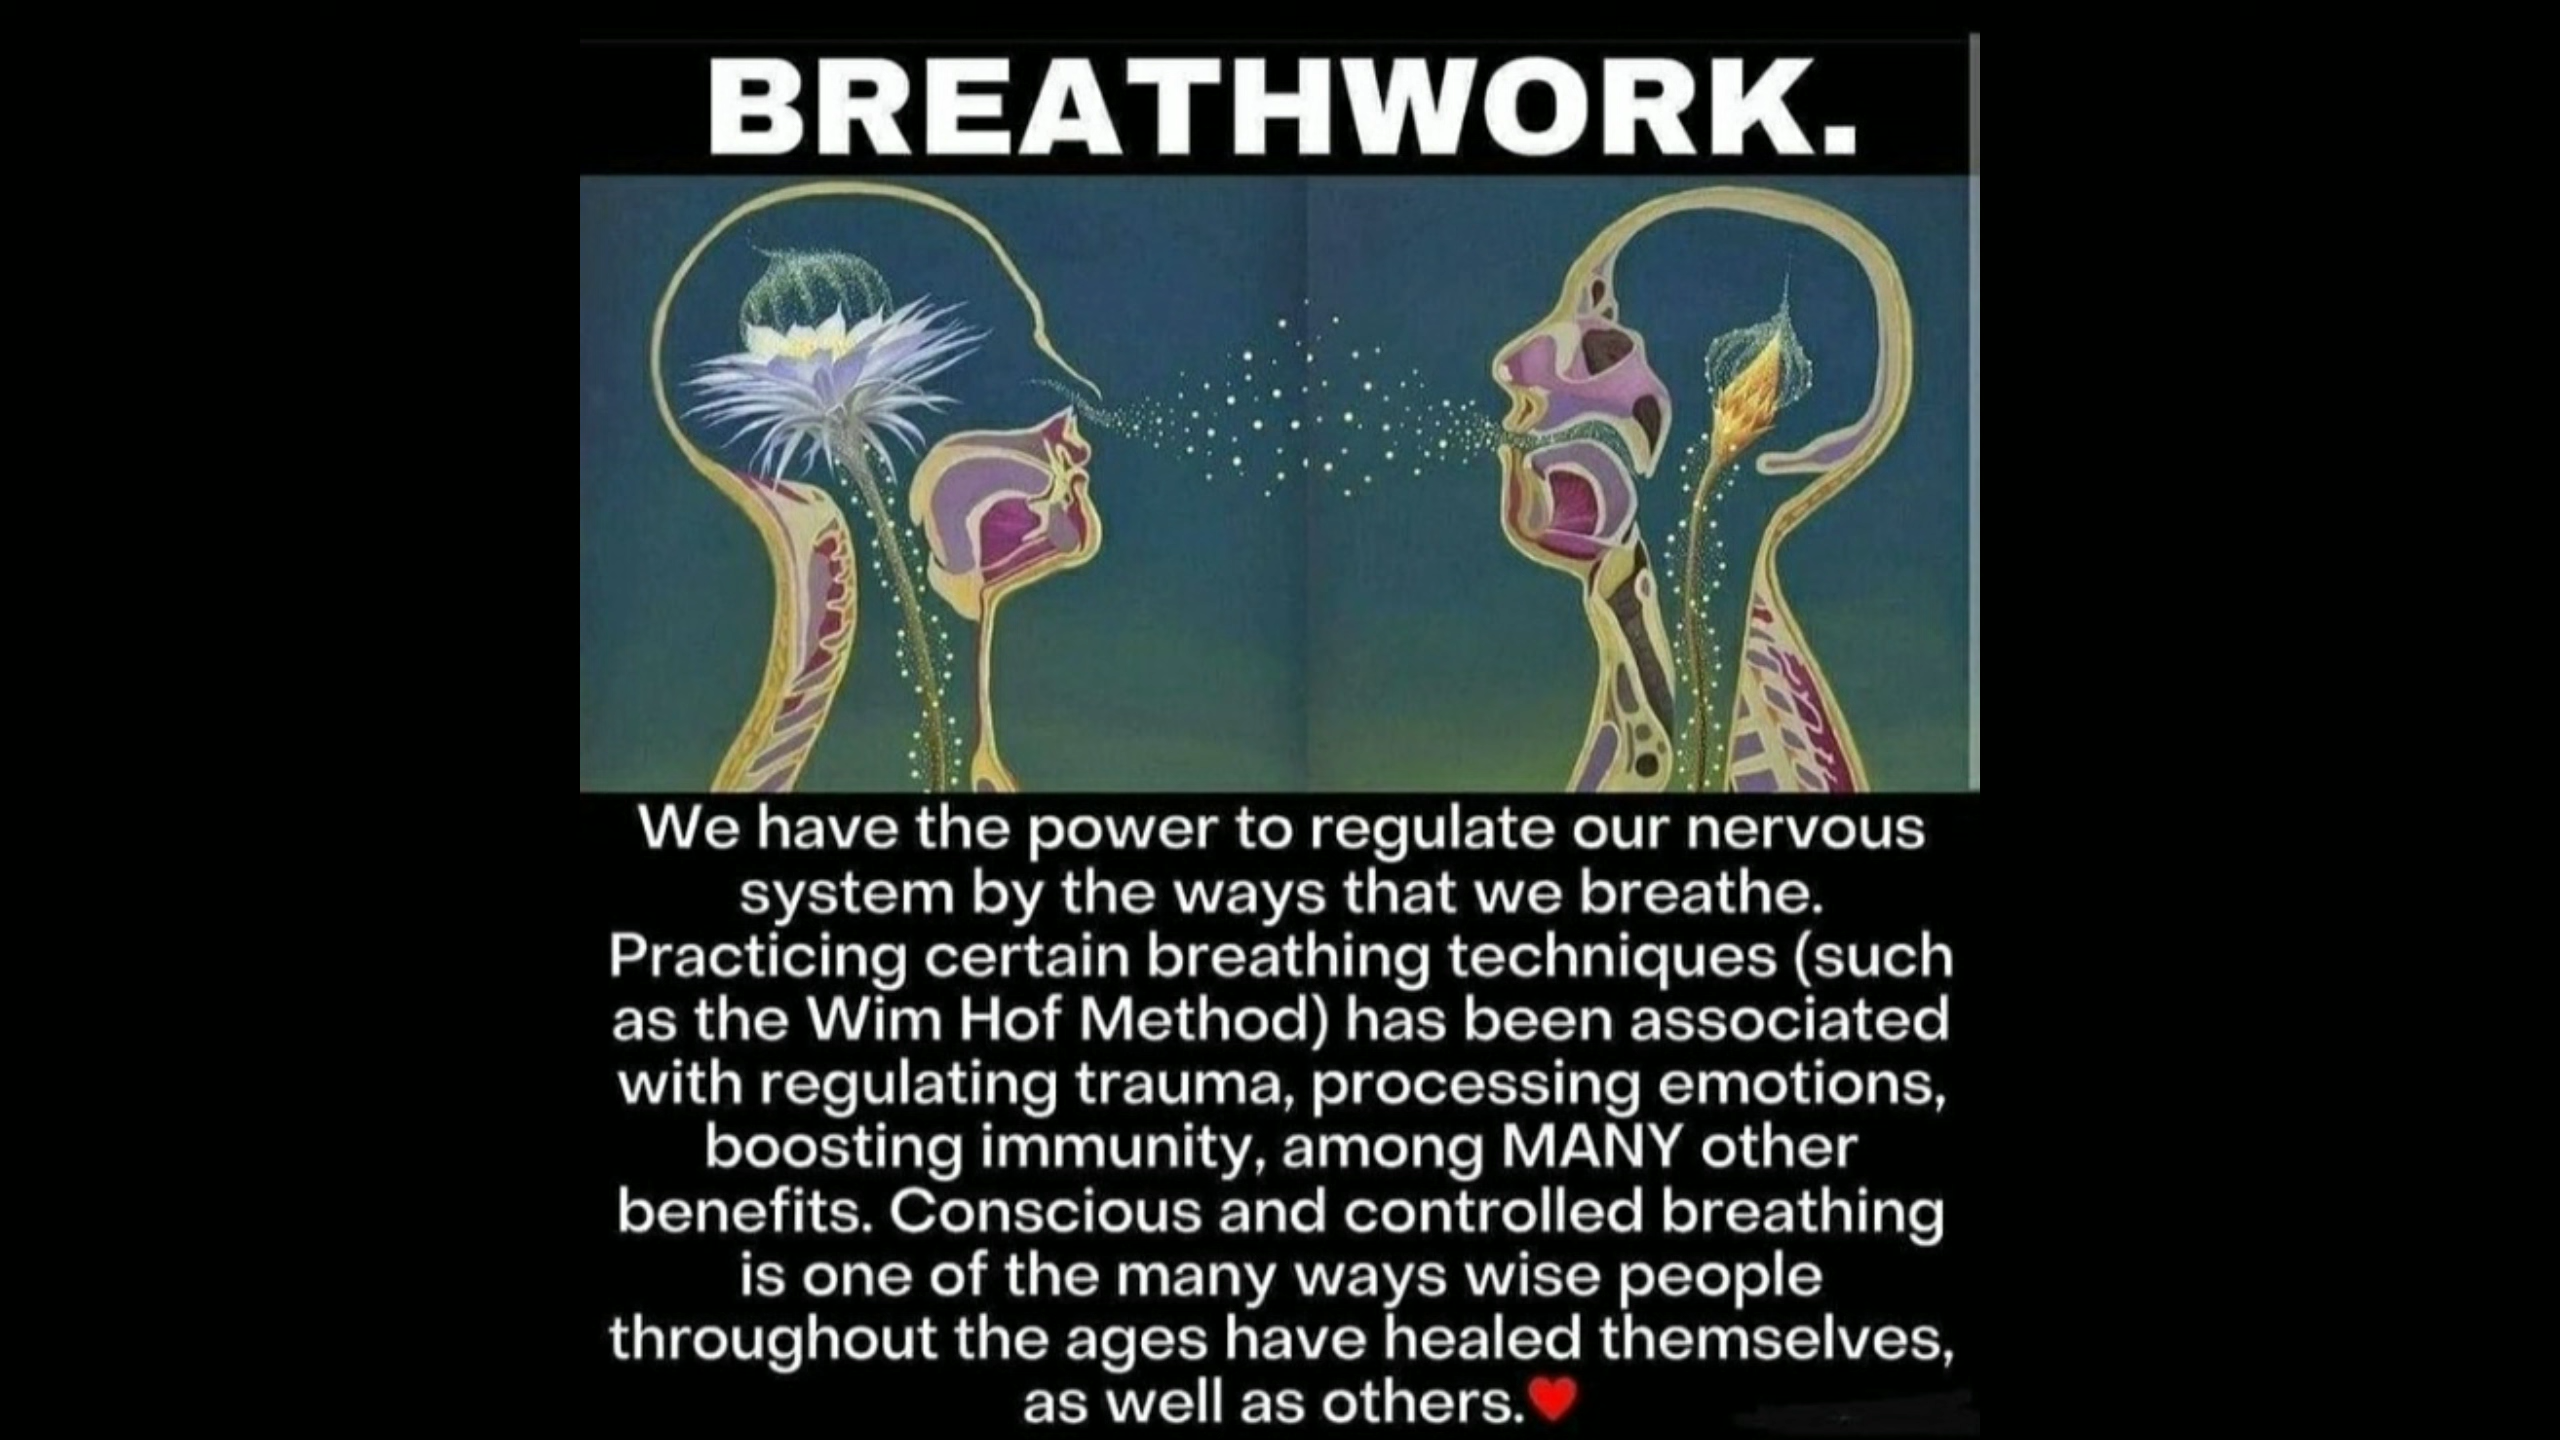 BREATHWORK.
We have the power to regulate our nervous
system by the ways that we breathe.
Practicing certain breathing techniques (such
as the Wim Hof Method) has been associated
with regulating trauma, processing emotions,
boosting immunity, among MANY other
benefits. Conscious and controlled breathing
is one of the many ways wise people
throughout the ages have healed themselves,
as well as others.❤️